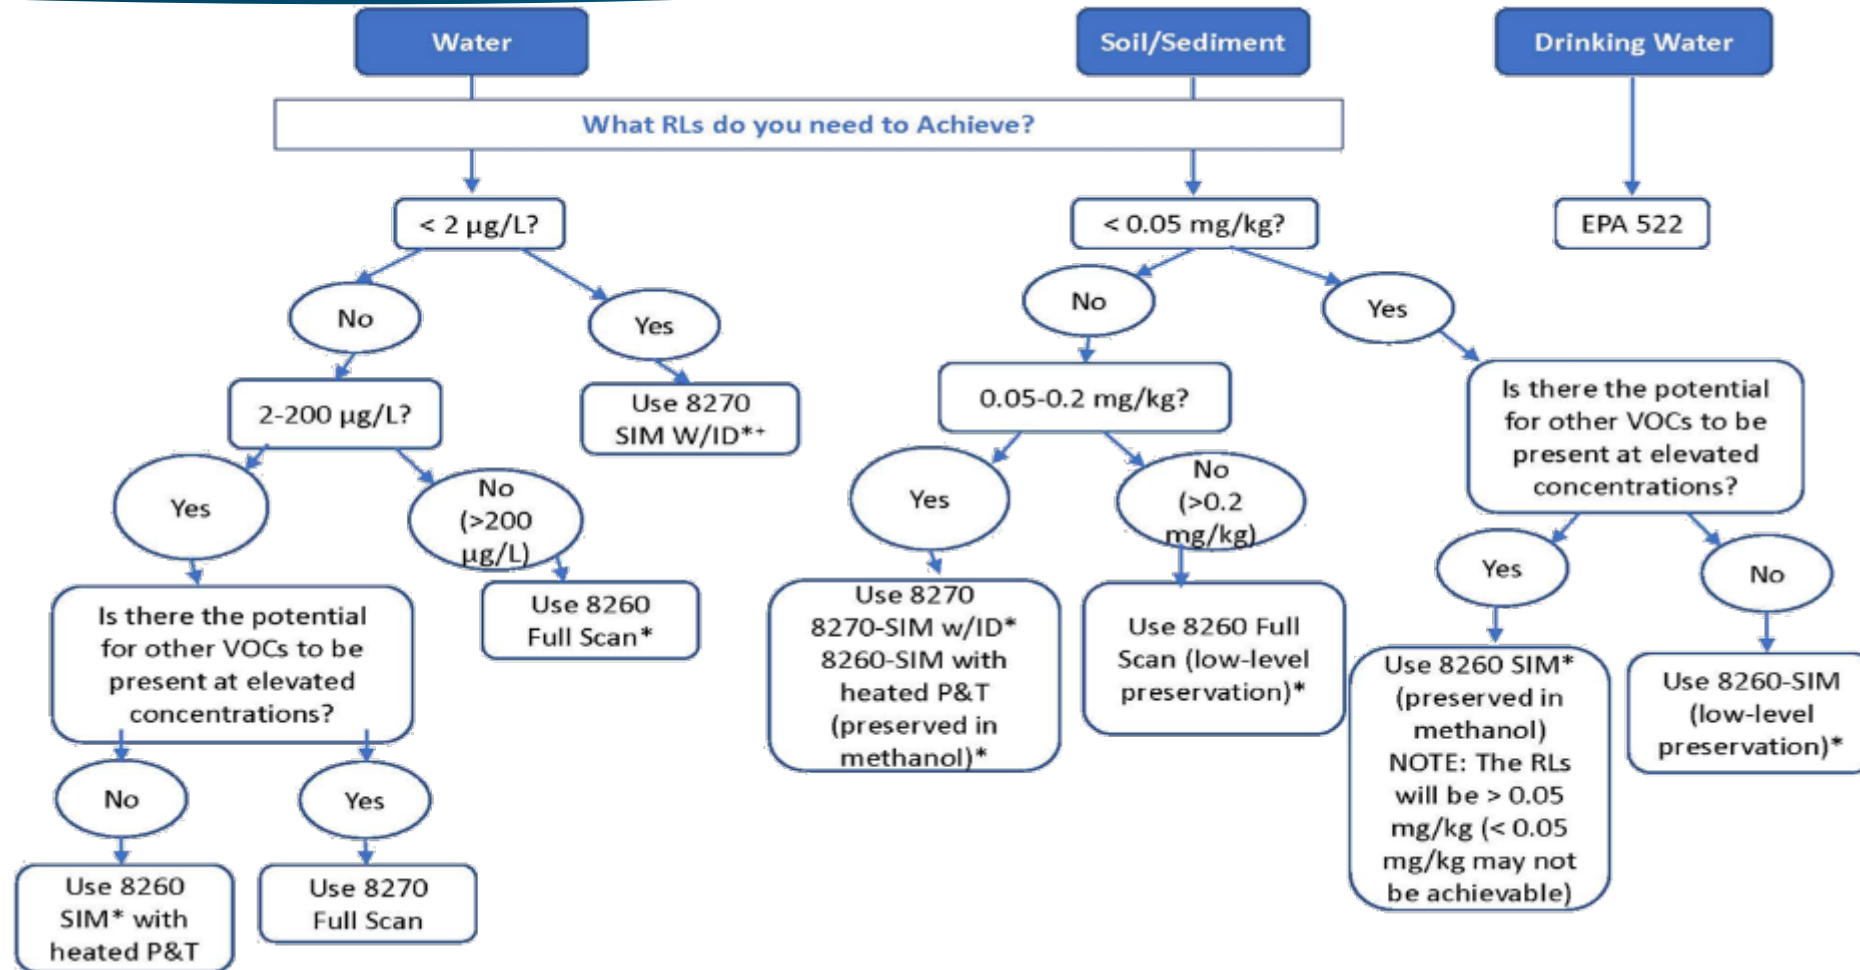 Water
Soil/Sediment
Drinking Water
What RLs do you need to Achieve?
< 2 µg/L?
< 0.05 mg/kg?
EPA 522
No
Yes
No
Yes
2-200 µg/L?
Use 8270
SIM W/ID*+
0.05-0.2 mg/kg?
Is there the potential
for other VOCs to be
present at elevated
concentrations?
Yes
No
(>200
µg/L)
Yes
No
(>0.2
mg/kg)
Yes
No
Is there the potential
for other VOCs to be
present at elevated
concentrations?
Use 8260
Full Scan*
Use 8270
8270-SIM w/ID*
8260-SIM with
heated P&T
(preserved in
methanol)*
Use 8260 Full
Scan (low-level
preservation)*
Use 8260 SIM*
(preserved in
methanol)
NOTE: The RLs
will be > 0.05
mg/kg (< 0.05
mg/kg may not
be achievable)
Use 8260-SIM
(low-level
preservation)*
No
Yes
Use 8260
SIM* with
heated P&T
Use 8270
Full Scan